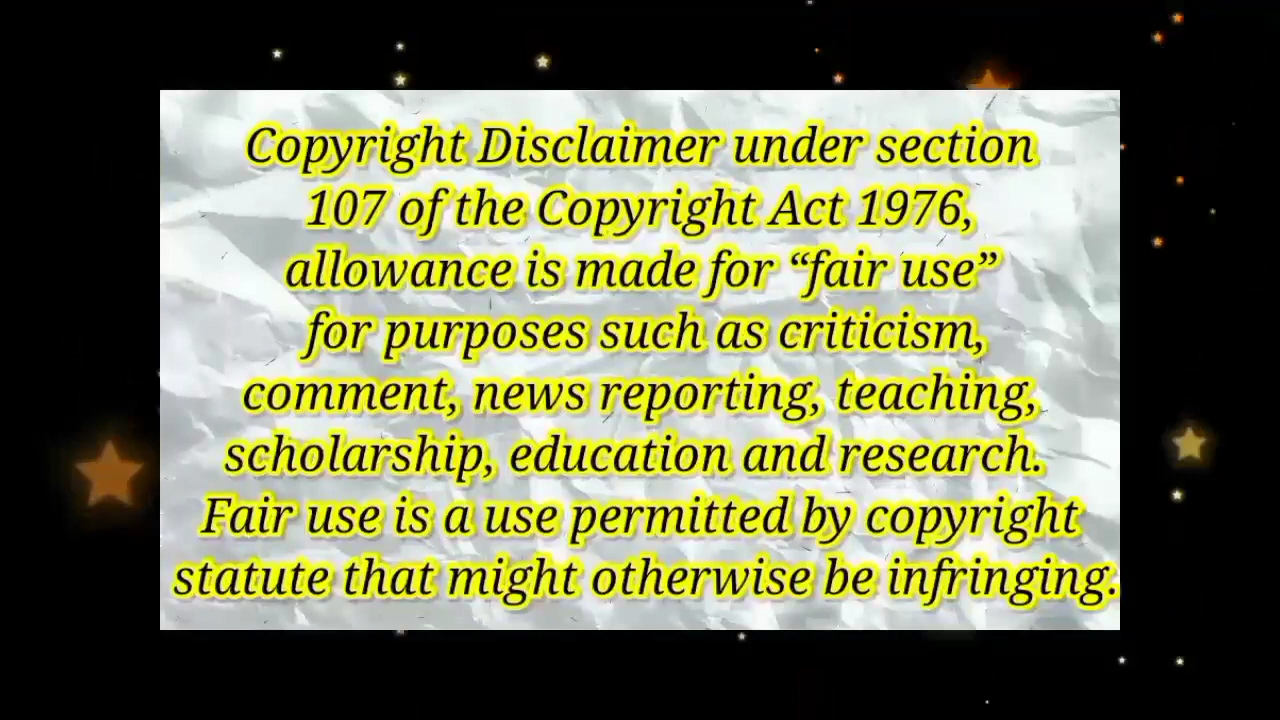 Copyright Disclaimer under section
107 of the Copyright Act 1976,
allowance is made for “fair use”
for purposes such as criticism,
comment, news reporting, teaching,
scholarship, education and research.
Fair use is a use permitted by copyright
statute that might otherwise be infringing.